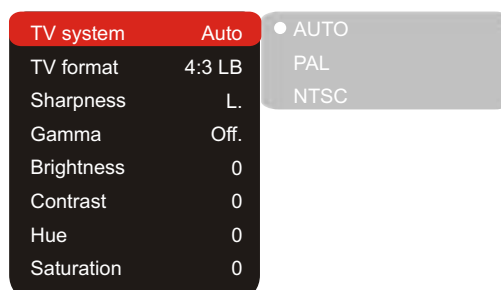 TV system Auto
TV format 4:3 LB
Sharpness L.
Gamma Off.
Brightness 0
Contrast 0
Hue 0
Saturation 0
AUTO
PAL
NTSC